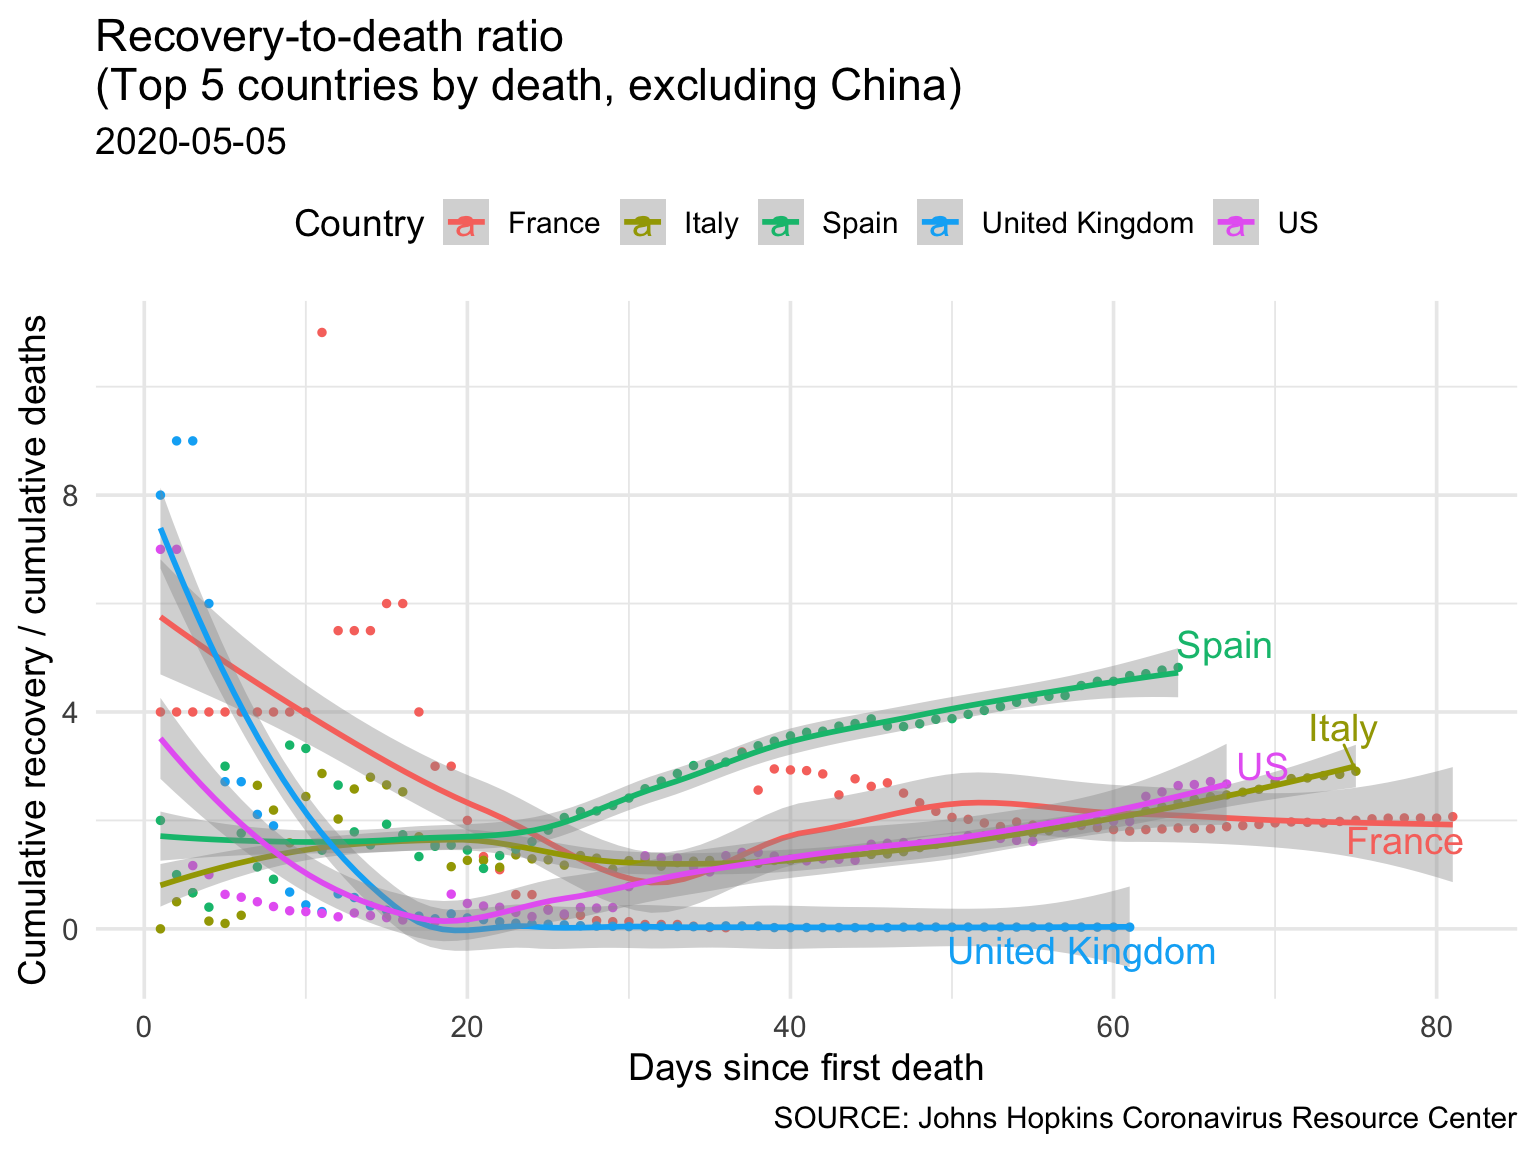 Recovery-to-death ratio
(Top 5 countries by death, excluding China)
2020-05-05
Country a France a Italy a Spain a United Kingdom a US
Cumulative recovery / cumulative deaths
8
4
0
Spain
Italy
US
France
United Kingdom
0 20 40 60 80
Days since first death
SOURCE: Johns Hopkins Coronavirus Resource Center